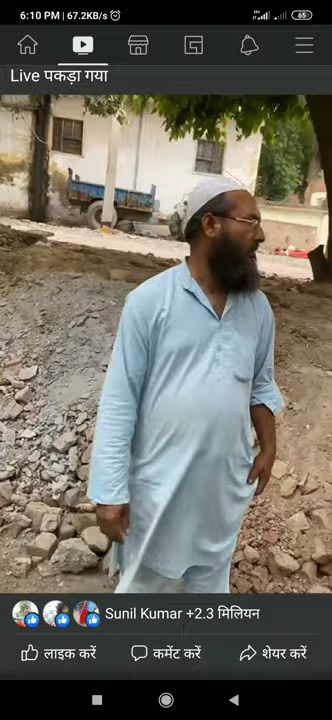 6:10 PM | 67.2KB/s
65
Live पकड़ा गया
Sunil Kumar +2.3 मिलियन
लाइक करें
कमेंट करें
शेयर करें